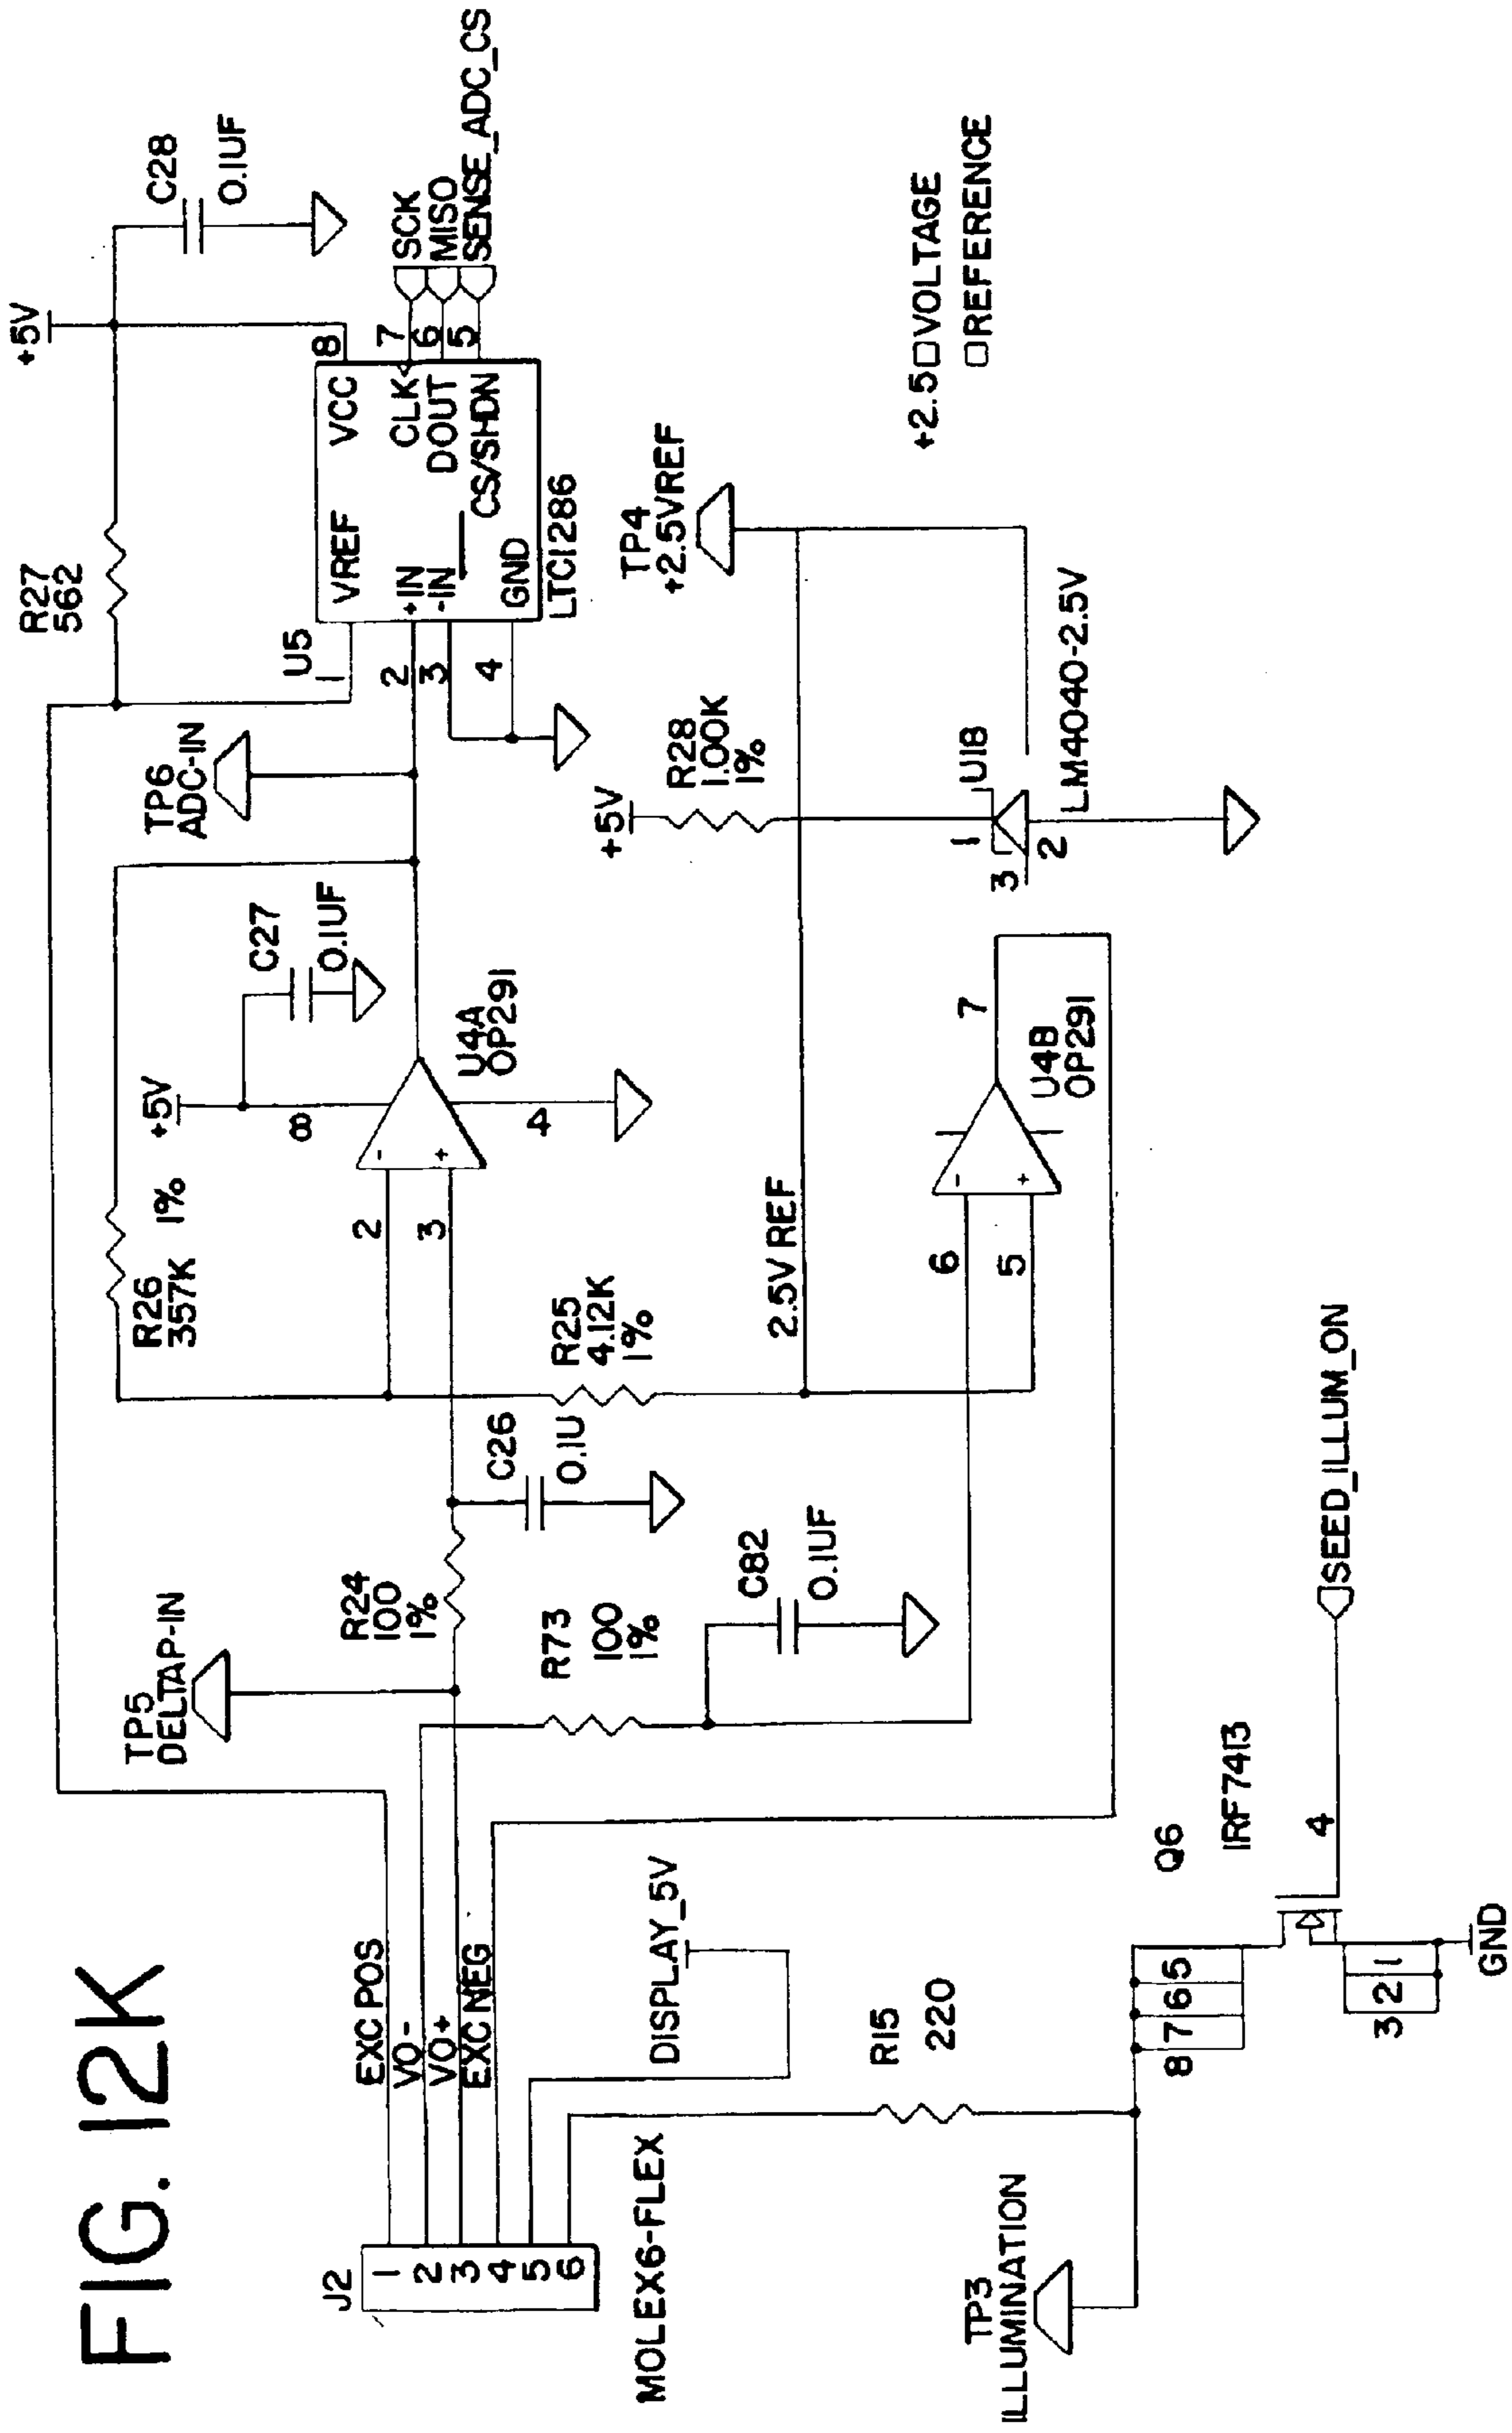 FIG. 12K
J2
1
2
3
4
5
6
MOLEX6-FLEX
EXC POS
VO-
VO+
EXC NEG
DISPLAY_5V
TP5
DELTAP-IN
R24
100
1%
R73
100
1%
C82
0.1UF
C26
0.1U
R25
4.12K
1%
R26
357K 1%
2
3
-
+
8
4
+5V
C27
0.1UF
U4A
OP291
TP6
ADC-IN
R27
562
+5V
C28
0.1UF
U5
1
2
3
4
VREF
+IN
-IN
GND
VCC
CLK
DOUT
CS/SHDN
8
7
6
5
LTC1286
SCK
MISO
SENSE_ADC_CS
2.5V REF
6
5
-
+
7
U4B
OP291
+5V
R28
1.00K
1%
TP4
+2.5VREF
U18
1
3
2
LM4040-2.5V
+2.5□VOLTAGE
□REFERENCE
TP3
ILLUMINATION
R15
220
8 7 6 5
3 2 1
4
Q6
IRF7413
GND
SEED_ILLUM_ON